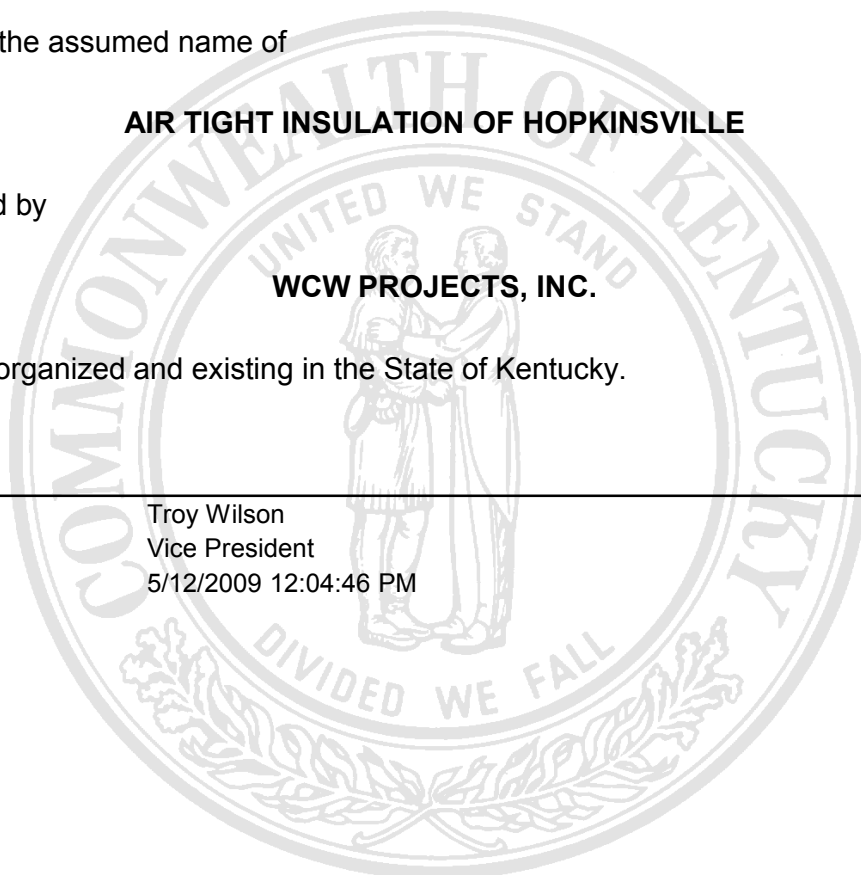 the assumed name of
AIR TIGHT INSULATION OF HOPKINSVILLE
d by
WCW PROJECTS, INC.
organized and existing in the State of Kentucky.
Troy Wilson
Vice President
5/12/2009 12:04:46 PM
COMMONWEALTH OF KENTUCKY
UNITED WE STAND
DIVIDED WE FALL